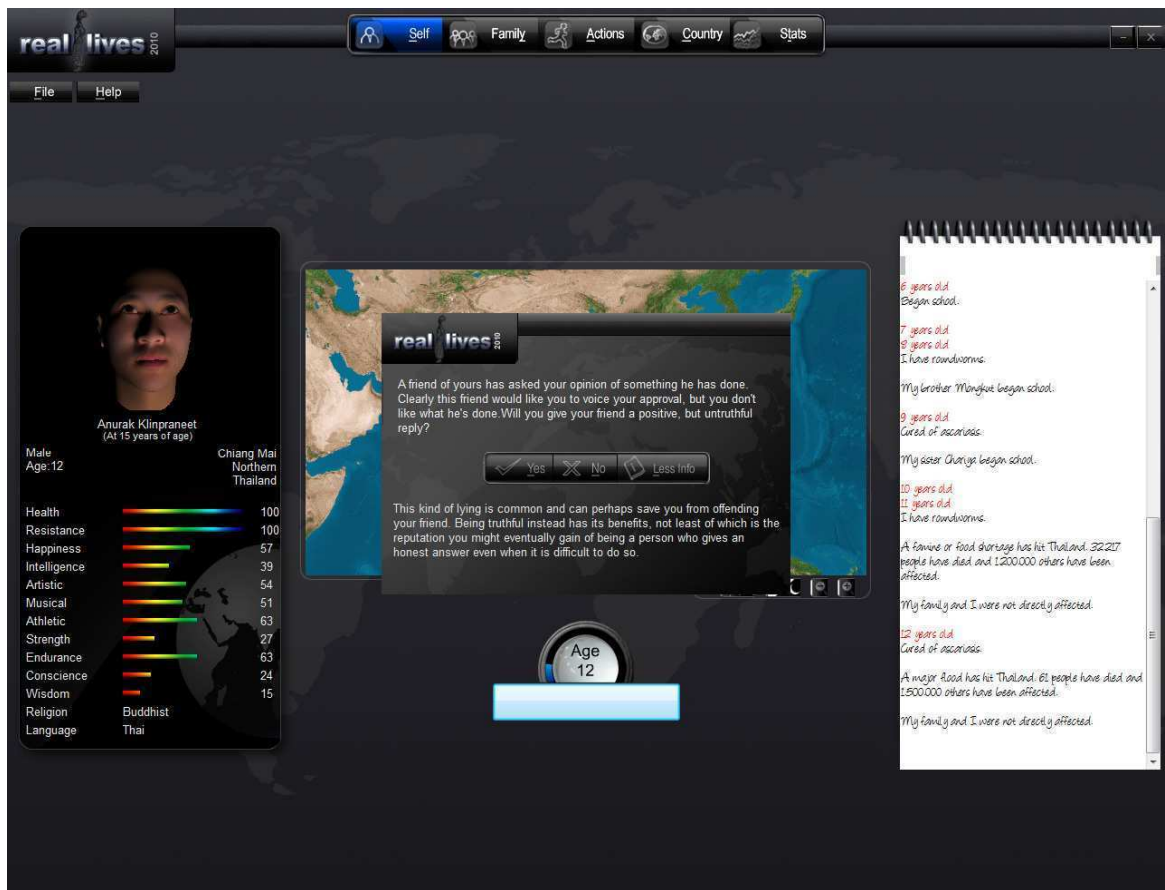 real lives 2010
Self
Family
Actions
Country
Stats
File
Help
Anurak Klinpraneet
(At 15 years of age)
Male
Age:12
Chiang Mai
Northern
Thailand
Health 100
Resistance 100
Happiness 57
Intelligence 39
Artistic 54
Musical 51
Athletic 63
Strength 27
Endurance 63
Conscience 24
Wisdom 15
Religion Buddhist
Language Thai
real lives 2010
A friend of yours has asked your opinion of something he has done.
Clearly this friend would like you to voice your approval, but you don't
like what he's done.Will you give your friend a positive, but untruthful
reply?
Yes
No
Less Info
This kind of lying is common and can perhaps save you from offending
your friend. Being truthful instead has its benefits, not least of which is the
reputation you might eventually gain of being a person who gives an
honest answer even when it is difficult to do so.
Age
12
6 years old
Began school.
7 years old
8 years old
I have roundworms.
My brother Mongkut began school.
9 years old
Cured of ascariasis.
My sister Chariya began school.
10 years old
11 years old
I have roundworms.
A famine or food shortage has hit Thailand. 32217
people have died and 1200000 others have been
affected.
My family and I were not directly affected.
12 years old
Cured of ascariasis.
A major flood has hit Thailand. 61 people have died and
1500000 others have been affected.
My family and I were not directly affected.